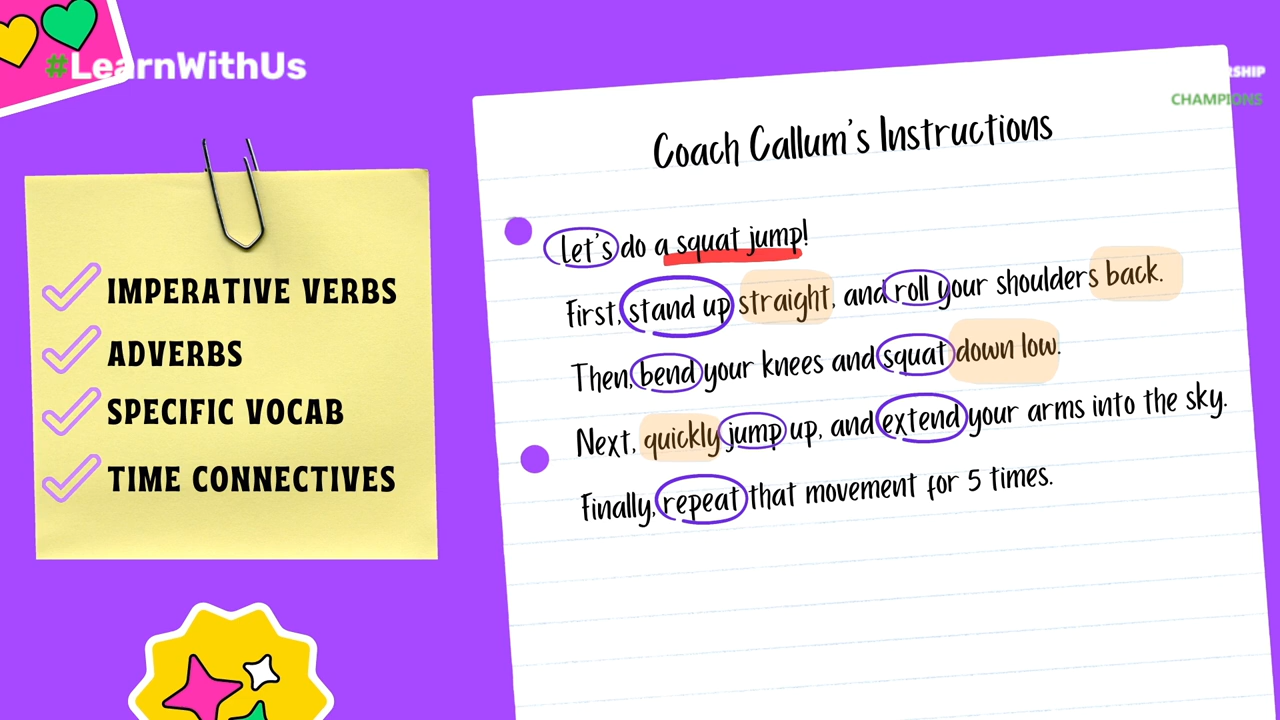 #LearnWithUs
RSHIP
CHAMPIONS
IMPERATIVE VERBS
ADVERBS
SPECIFIC VOCAB
TIME CONNECTIVES
Coach Callum's Instructions
Let's do a squat jump!
First, stand up straight, and roll your shoulders back.
Then, bend your knees and squat down low.
Next, quickly jump up, and extend your arms into the sky.
Finally, repeat that movement for 5 times.